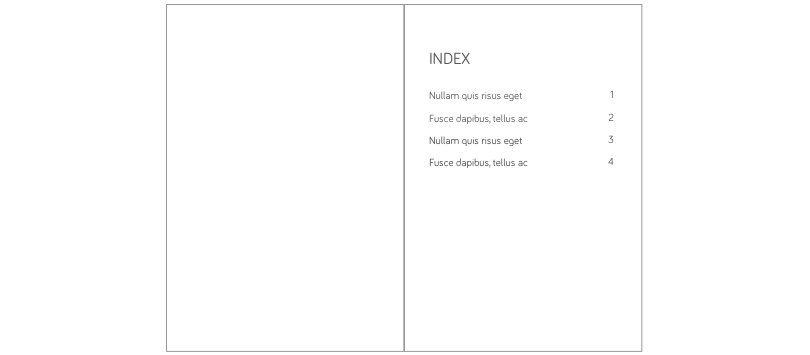 INDEX
Nullam quis risus eget 1
Fusce dapibus, tellus ac 2
Nullam quis risus eget 3
Fusce dapibus, tellus ac 4